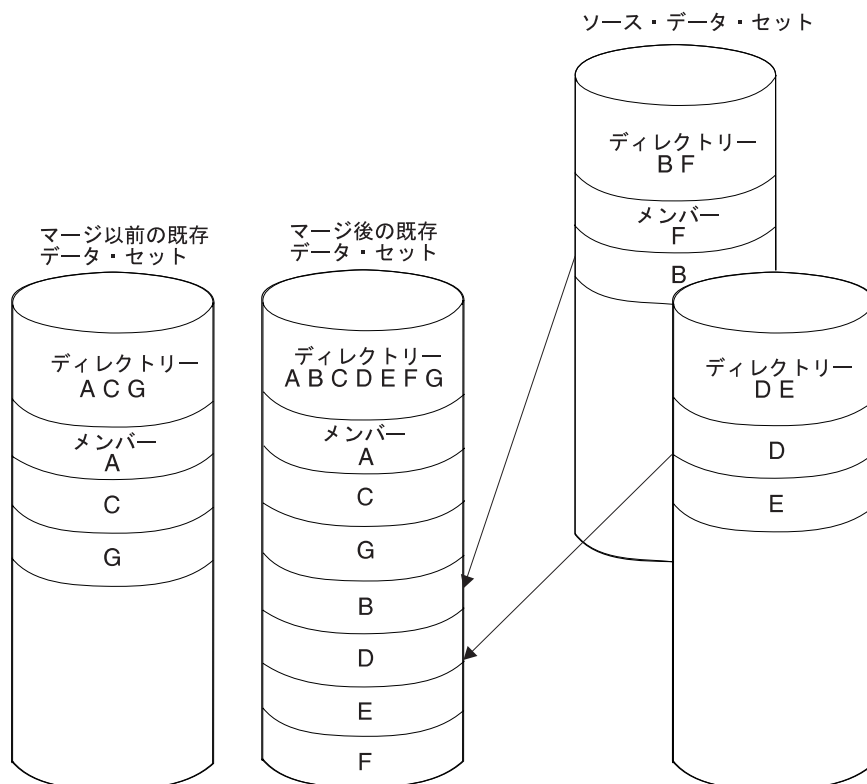 ソース・データ・セット
ディレクトリー
B F
メンバー
F
B
マージ以前の既存
データ・セット
ディレクトリー
A C G
メンバー
A
C
G
マージ後の既存
データ・セット
ディレクトリー
A B C D E F G
メンバー
A
C
G
B
D
E
F
ディレクトリー
D E
D
E